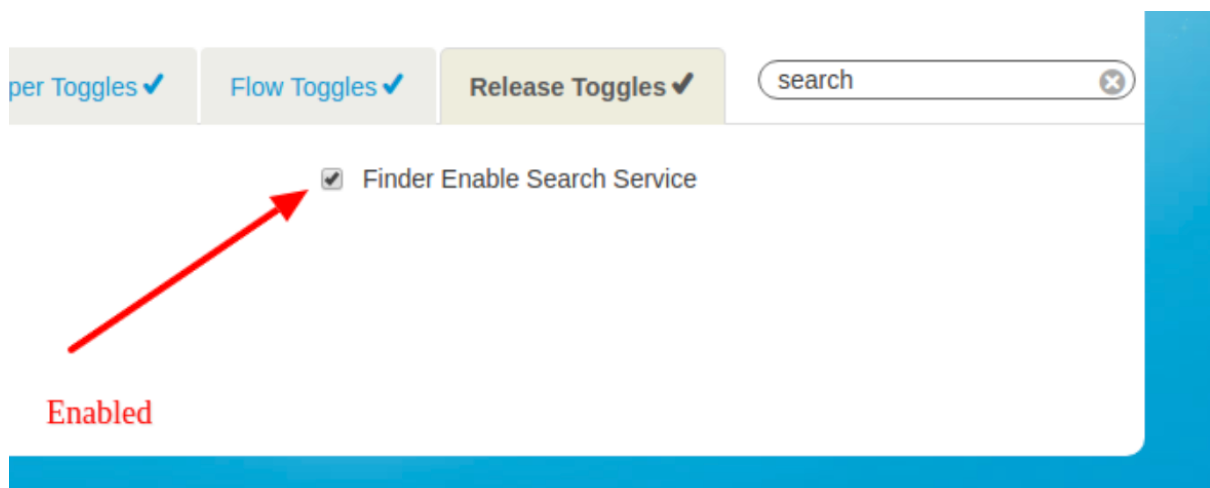 per Toggles✔
Flow Toggles✔
Release Toggles✔
search
Finder Enable Search Service
Enabled